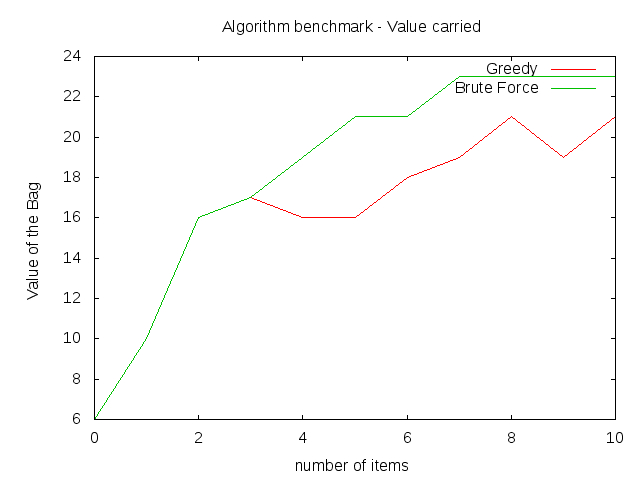 Algorithm benchmark - Value carried
24
22
20
18
16
14
12
10
8
6
Value of the Bag
Greedy
Brute Force
0 2 4 6 8 10
number of items